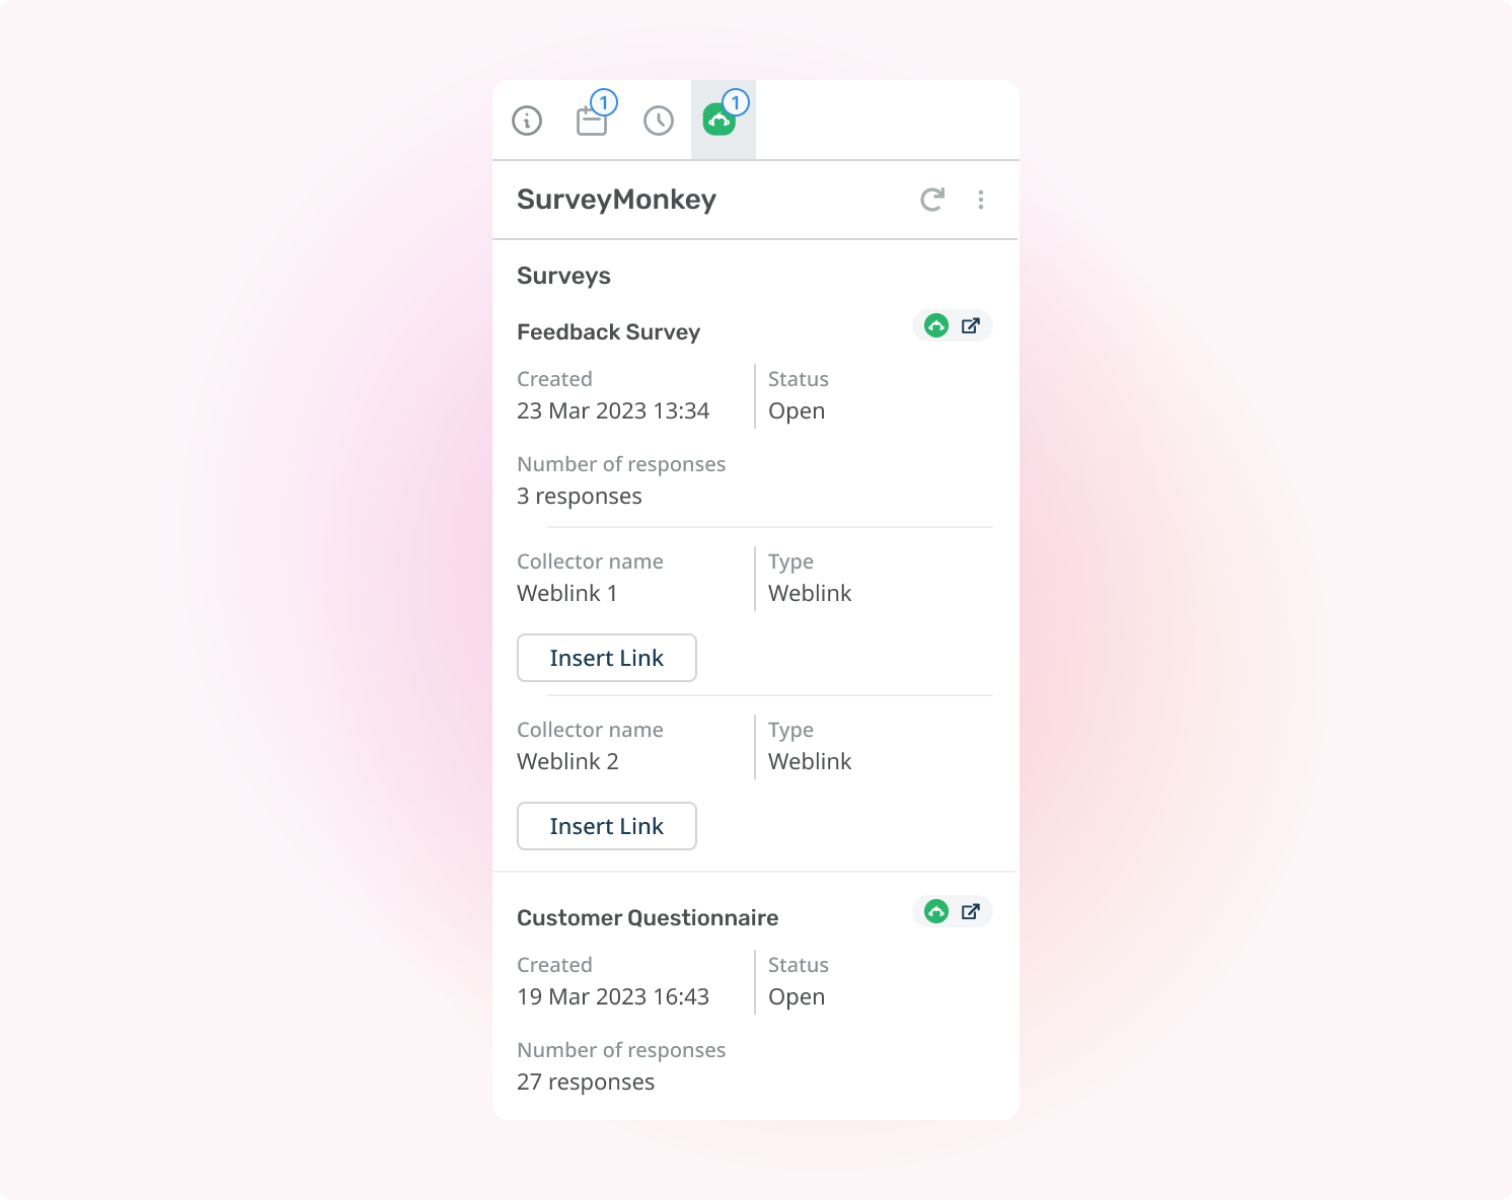 1
1
SurveyMonkey
Surveys
Feedback Survey
Created
23 Mar 2023 13:34
Status
Open
Number of responses
3 responses
Collector name
Weblink 1
Type
Weblink
Insert Link
Collector name
Weblink 2
Type
Weblink
Insert Link
Customer Questionnaire
Created
19 Mar 2023 16:43
Status
Open
Number of responses
27 responses